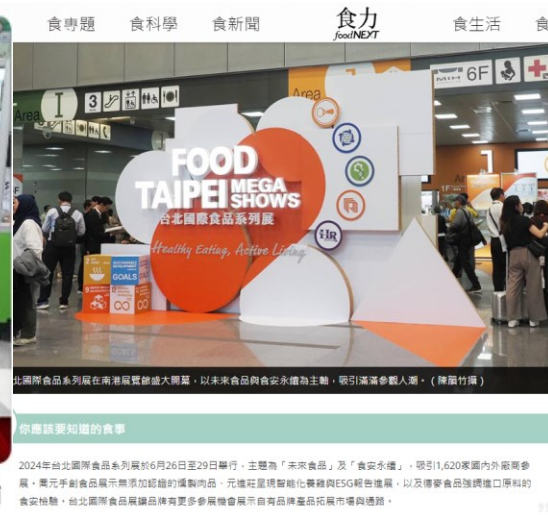 食專題 食科學 食新聞 食力 食生活 食
foodNEXT
Area I 3
Area
6F
FOOD
TAIPEI MEGA
SHOWS
台北國際食品系列展
Healthy Eating, Active Living
GOALS
iHR
北國際食品系列展在南港展覽館盛大開幕，以未來食品與食安永續為主軸，吸引滿滿參觀人潮。（陳韻竹攝）
你應該要知道的食事
2024年台北國際食品系列展於6月26日至29日舉行，主題為「未來食品」及「食安永續」，吸引1,620家國內外廠商參
展。喬元手創食品展示無添加認證的燻製肉品、元進莊呈現智能化養雞與ESG報告進展，以及德麥食品強調進口原料的
食安檢驗，台北國際食品展讓品牌有更多參展機會展示自有品牌產品拓展市場與通路。